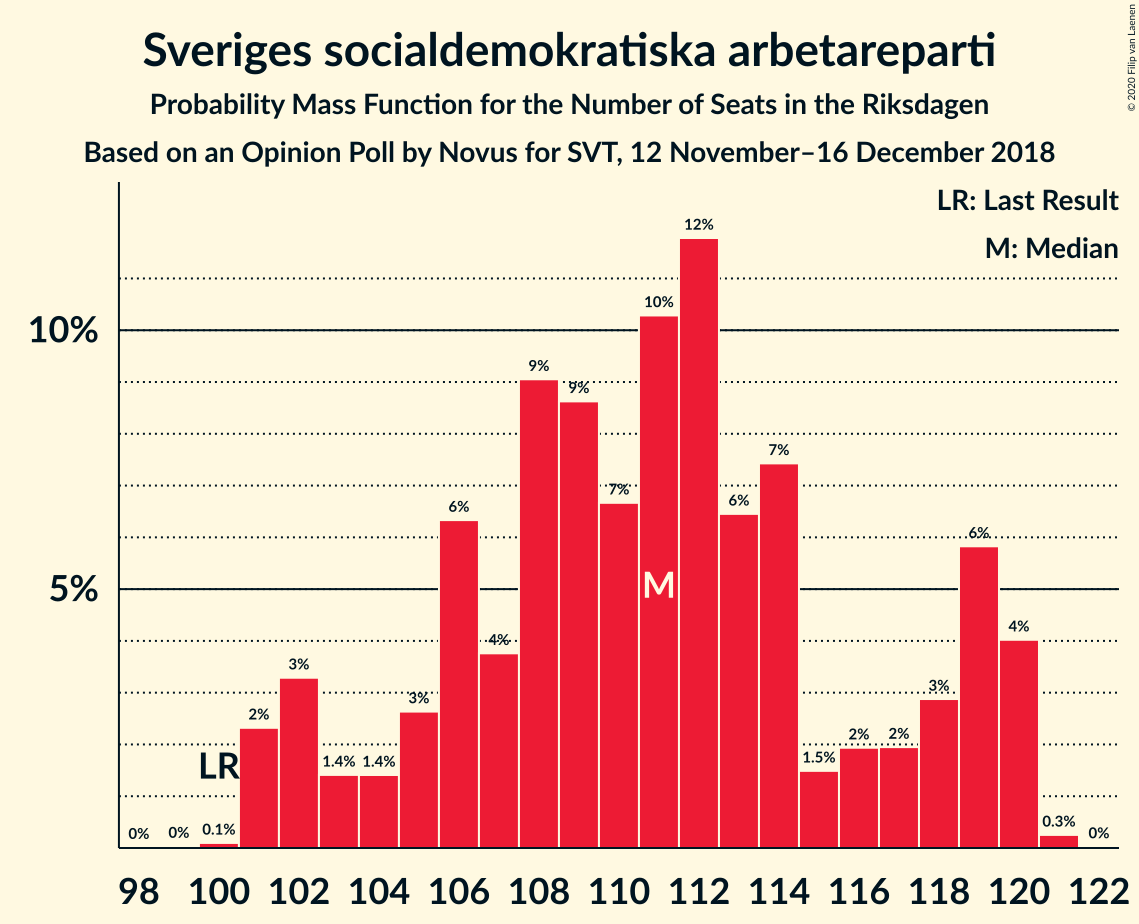 Sveriges socialdemokratiska arbetareparti
Probability Mass Function for the Number of Seats in the Riksdagen
Based on an Opinion Poll by Novus for SVT, 12 November–16 December 2018
© 2020 Filip van Laenen
LR: Last Result
M: Median
10%
5%
0% 0% 0.1% 2% 3% 1.4% 1.4% 3% 6% 4% 9% 9% 7% 10% 12% 6% 7% 1.5% 2% 2% 3% 6% 4% 0.3% 0%
LR
M
98 100 102 104 106 108 110 112 114 116 118 120 122